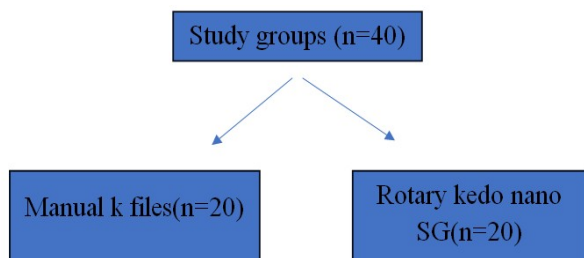 Study groups (n=40)
Manual k files(n=20)
Rotary kedo nano
SG(n=20)